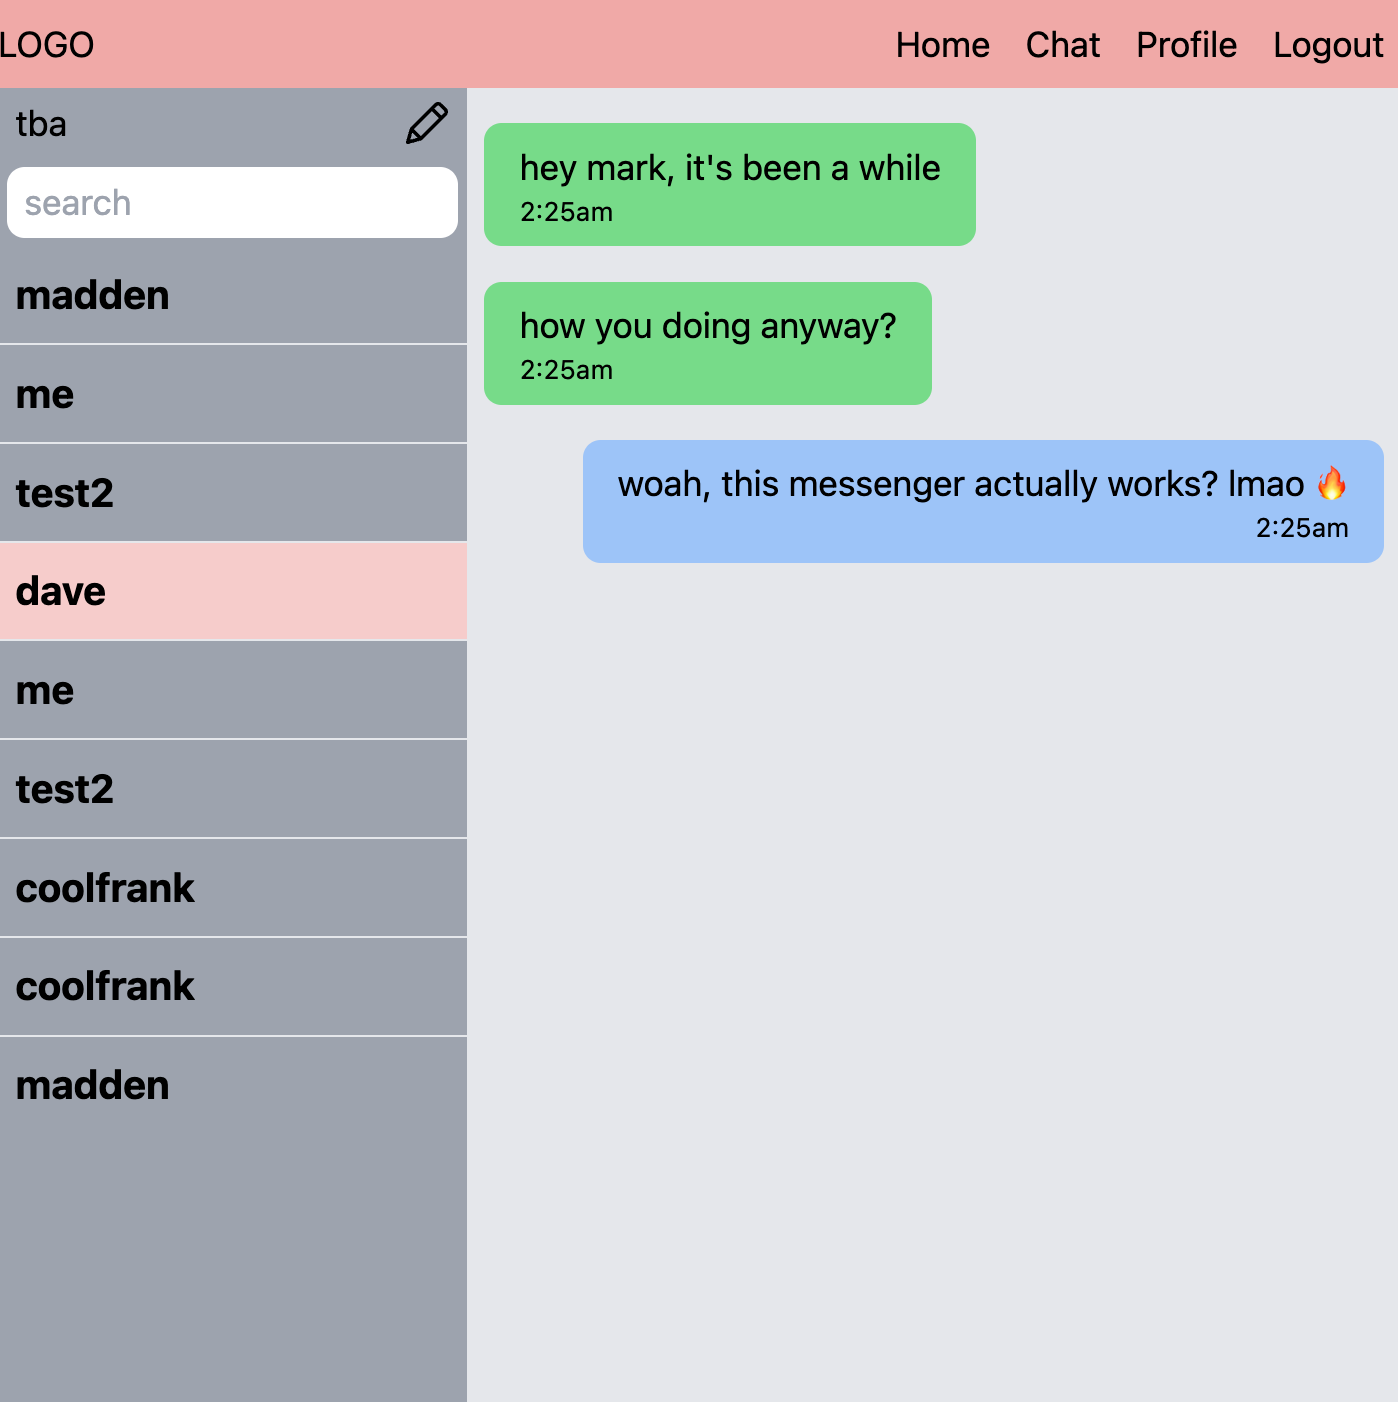 LOGO
Home Chat Profile Logout
tba
search
madden
me
test2
dave
me
test2
coolfrank
coolfrank
madden
hey mark, it's been a while
2:25am
how you doing anyway?
2:25am
woah, this messenger actually works? lmao 🔥
2:25am